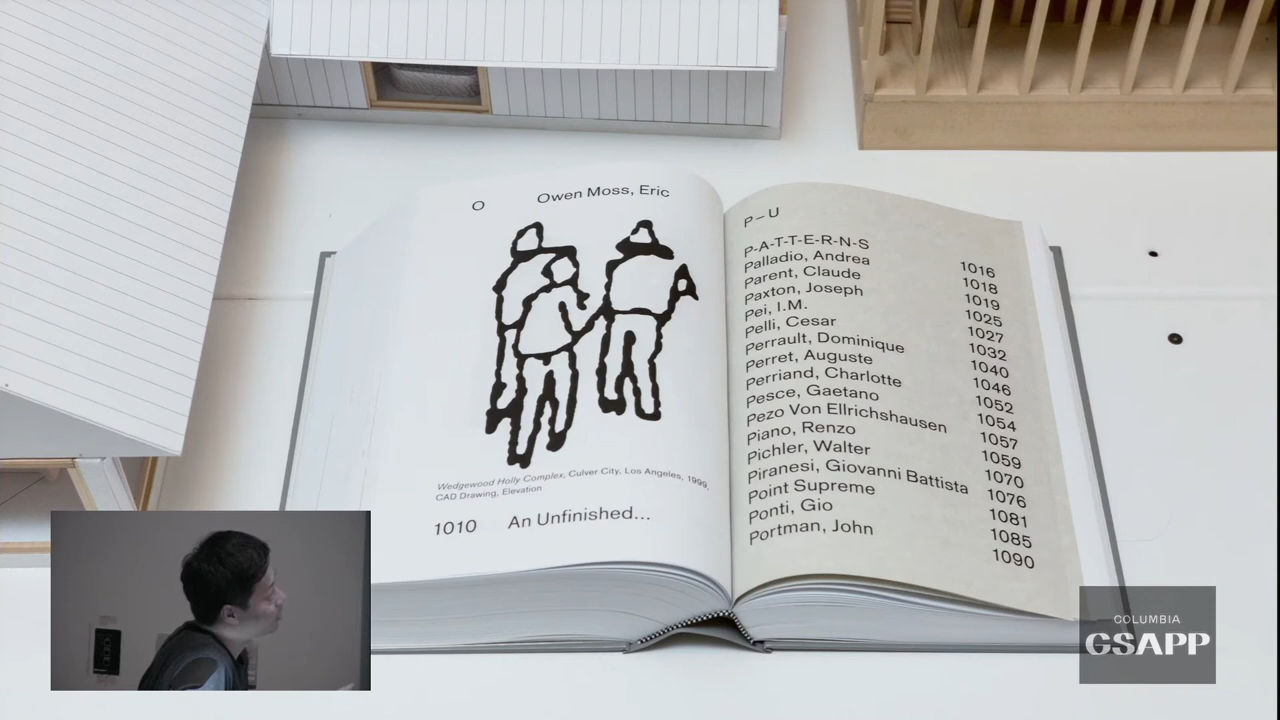 O Owen Moss, Eric
Wedgewood Holly Complex, Culver City, Los Angeles, 1999,
CAD Drawing, Elevation
1010 An Unfinished...
P – U
P-A-T-T-E-R-N-S 1016
Palladio, Andrea 1018
Parent, Claude 1019
Paxton, Joseph 1025
Pei, I.M. 1027
Pelli, Cesar 1032
Perrault, Dominique 1040
Perret, Auguste 1046
Perriand, Charlotte 1052
Pesce, Gaetano 1054
Pezo Von Ellrichshausen 1057
Piano, Renzo 1059
Pichler, Walter 1070
Piranesi, Giovanni Battista 1076
Point Supreme 1081
Ponti, Gio 1085
Portman, John 1090
COLUMBIA
GSAPP